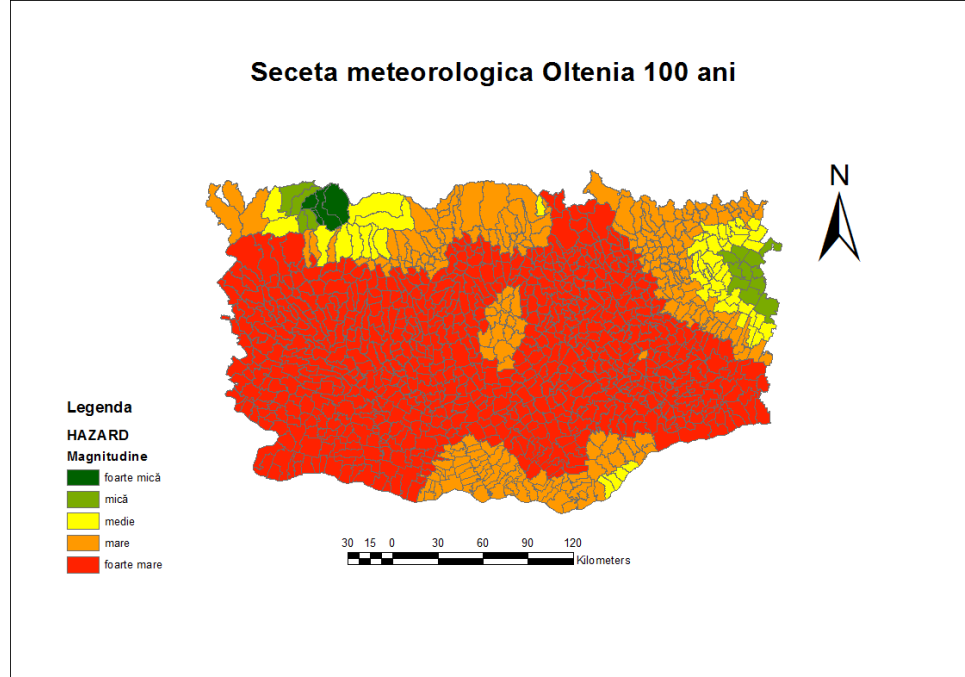 Seceta meteorologica Oltenia 100 ani
N
Legenda
HAZARD
Magnitudine
foarte mică
mică
medie
mare
foarte mare
30 15 0 30 60 90 120
Kilometers